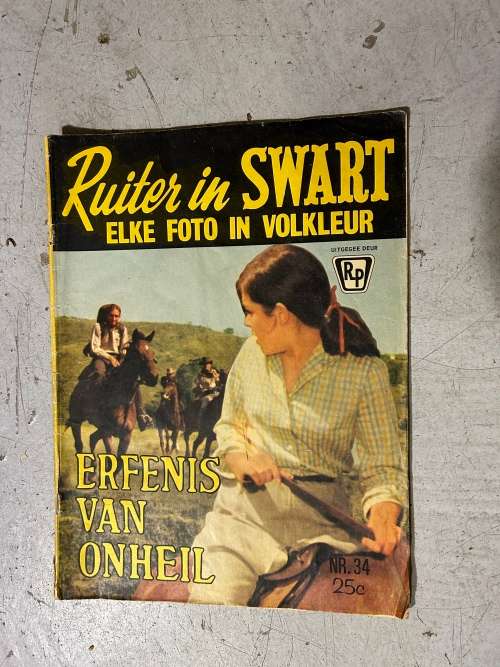 Ruiter in SWART
ELKE FOTO IN VOLKLEUR
UITGEGEE DEUR
RP
ERFENIS
VAN
ONHEIL
NR. 34
25c